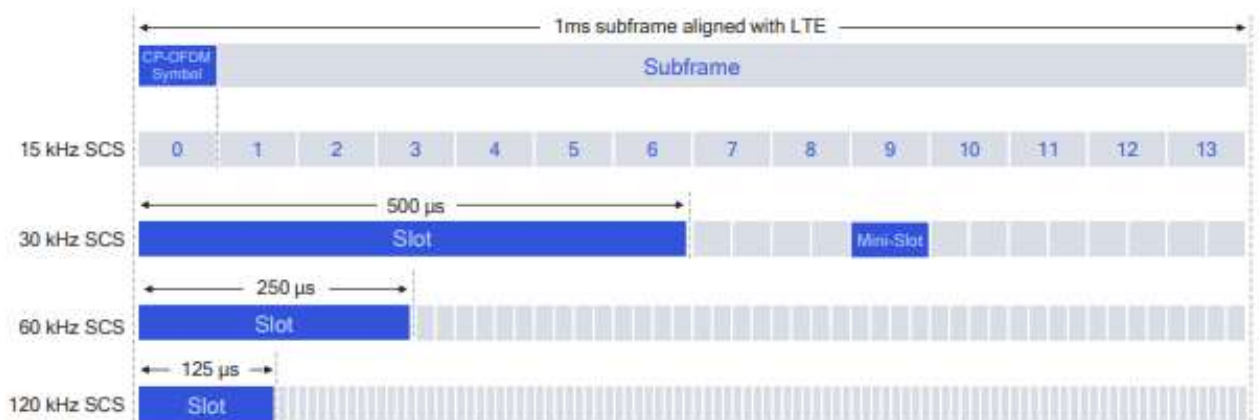 1ms subframe aligned with LTE
CP-OFDM
Symbol
Subframe
15 kHz SCS 0 1 2 3 4 5 6 7 8 9 10 11 12 13
500 µs
30 kHz SCS Slot Mini-Slot
250 µs
60 kHz SCS Slot
125 µs
120 kHz SCS Slot